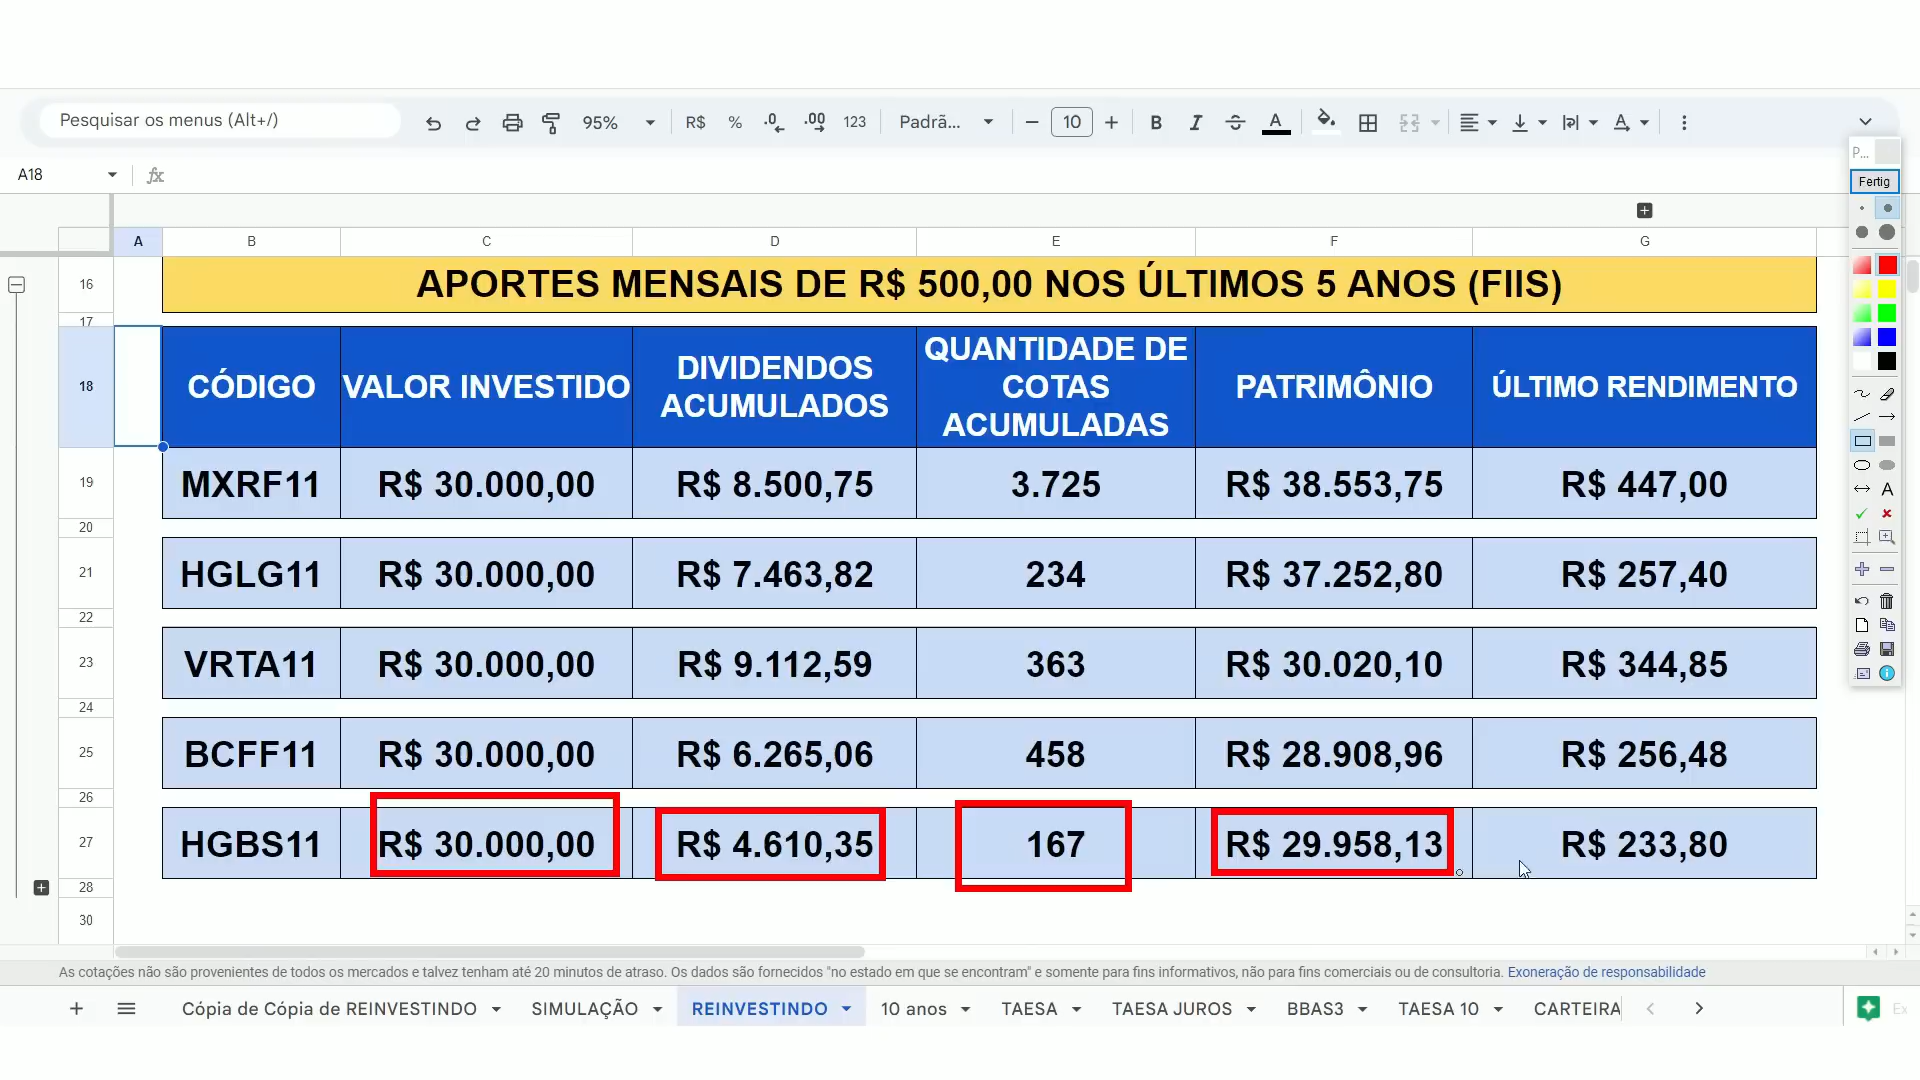 Pesquisar os menus (Alt+/)
95%
R$ % .0 .00 123
Padrã...
10
B I A
A18
fx
P...
Fertig
A B C D E F G
16 APORTES MENSAIS DE R$ 500,00 NOS ÚLTIMOS 5 ANOS (FIIS)
17
18 CÓDIGO VALOR INVESTIDO DIVIDENDOS ACUMULADOS QUANTIDADE DE COTAS ACUMULADAS PATRIMÔNIO ÚLTIMO RENDIMENTO
19 MXRF11 R$ 30.000,00 R$ 8.500,75 3.725 R$ 38.553,75 R$ 447,00
20
21 HGLG11 R$ 30.000,00 R$ 7.463,82 234 R$ 37.252,80 R$ 257,40
22
23 VRTA11 R$ 30.000,00 R$ 9.112,59 363 R$ 30.020,10 R$ 344,85
24
25 BCFF11 R$ 30.000,00 R$ 6.265,06 458 R$ 28.908,96 R$ 256,48
26
27 HGBS11 R$ 30.000,00 R$ 4.610,35 167 R$ 29.958,13 R$ 233,80
28
30
As cotações não são provenientes de todos os mercados e talvez tenham até 20 minutos de atraso. Os dados são fornecidos "no estado em que se encontram" e somente para fins informativos, não para fins comerciais ou de consultoria. Exoneração de responsabilidade
Cópia de Cópia de REINVESTINDO SIMULAÇÃO REINVESTINDO 10 anos TAESA TAESA JUROS BBAS3 TAESA 10 CARTEIRA Ex